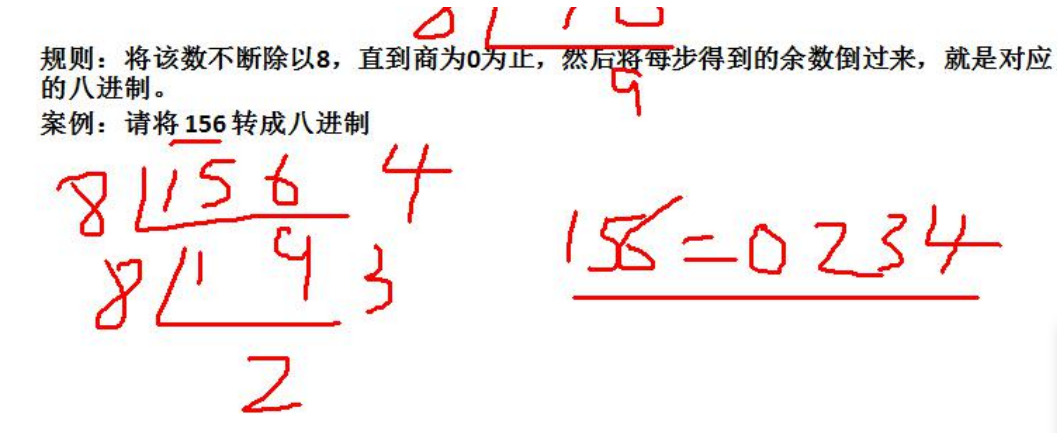 规则：将该数不断除以8，直到商为0为止，然后将每步得到的余数倒过来，就是对应
9
的八进制。
案例：请将 156 转成八进制
8 156 4
8 19 3
2
156=0234